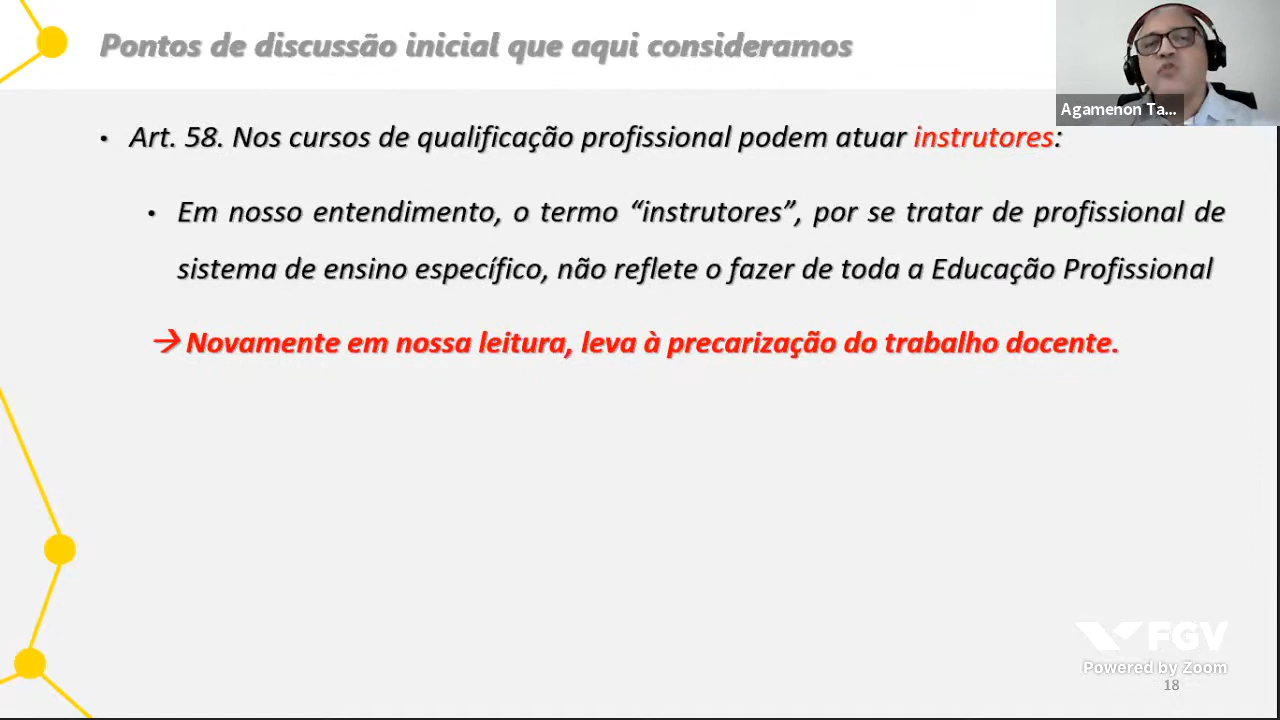 Pontos de discussão inicial que aqui consideramos
Agamenon Ta...
• Art. 58. Nos cursos de qualificação profissional podem atuar instrutores:
• Em nosso entendimento, o termo “instrutores”, por se tratar de profissional de
sistema de ensino específico, não reflete o fazer de toda a Educação Profissional
→ Novamente em nossa leitura, leva à precarização do trabalho docente.
FGV
Powered by Zoom
18